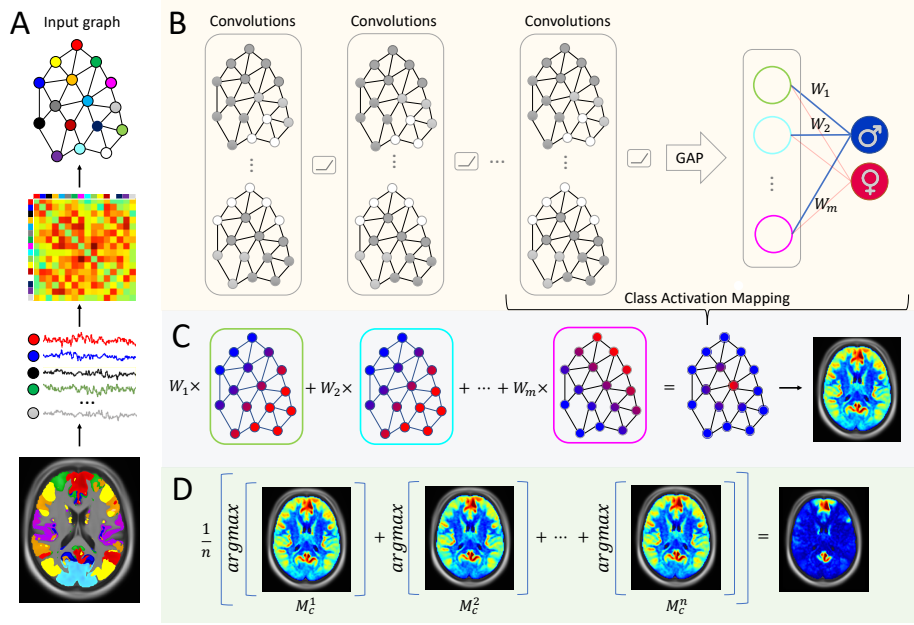 A
Input graph
...
B
Convolutions
Convolutions
Convolutions
...
GAP
W₁
W₂
Wₘ
Class Activation Mapping
C
W₁× + W₂× + ··· + Wₘ× =
D
1/n [ argmax [ ] + argmax [ ] + ··· + argmax [ ] ] =
M_c^1
M_c^2
M_c^n